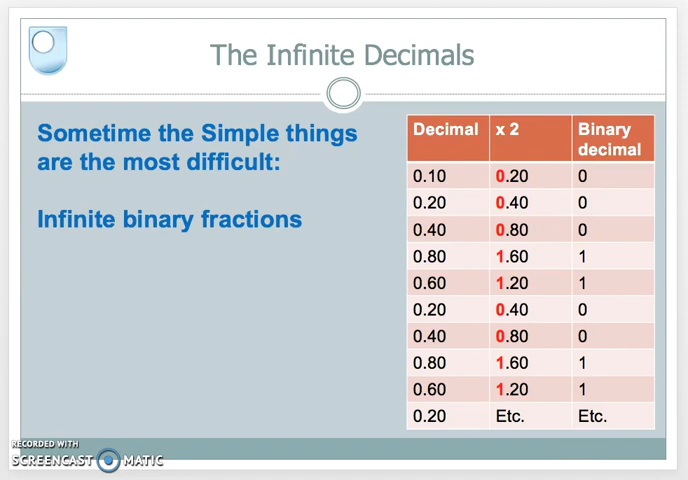 The Infinite Decimals
Sometime the Simple things
are the most difficult:
Infinite binary fractions
Decimal x 2 Binary
decimal
0.10 0.20 0
0.20 0.40 0
0.40 0.80 0
0.80 1.60 1
0.60 1.20 1
0.20 0.40 0
0.40 0.80 0
0.80 1.60 1
0.60 1.20 1
0.20 Etc. Etc.
RECORDED WITH
SCREENCAST MATIC